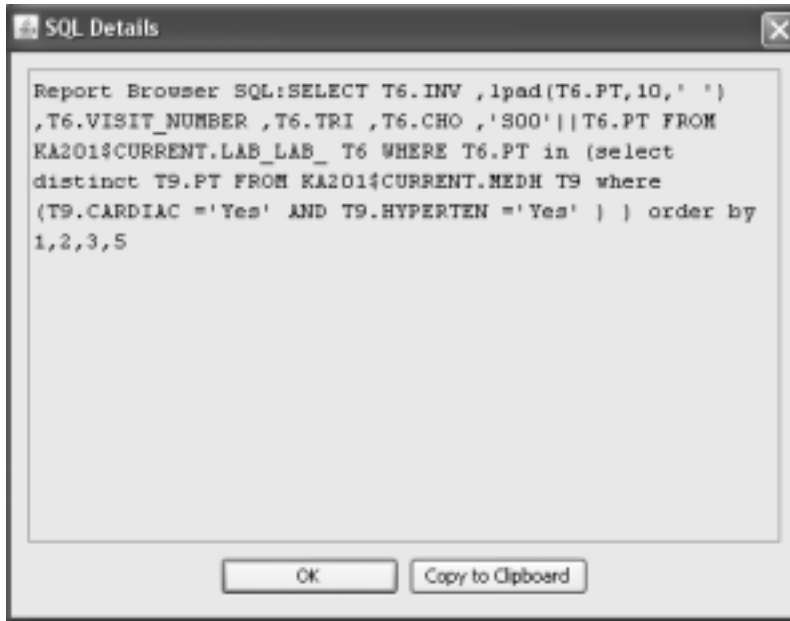 SQL Details
Report Browser SQL:SELECT T6.INV ,lpad(T6.PT,10,' ')
,T6.VISIT_NUMBER ,T6.TRI ,T6.CHO ,'S00'||T6.PT FROM
KA201$CURRENT.LAB_LAB_ T6 WHERE T6.PT in (select
distinct T9.PT FROM KA201$CURRENT.MEDH T9 where
(T9.CARDIAC ='Yes' AND T9.HYPERTEN ='Yes' ) ) order by
1,2,3,5
OK
Copy to Clipboard